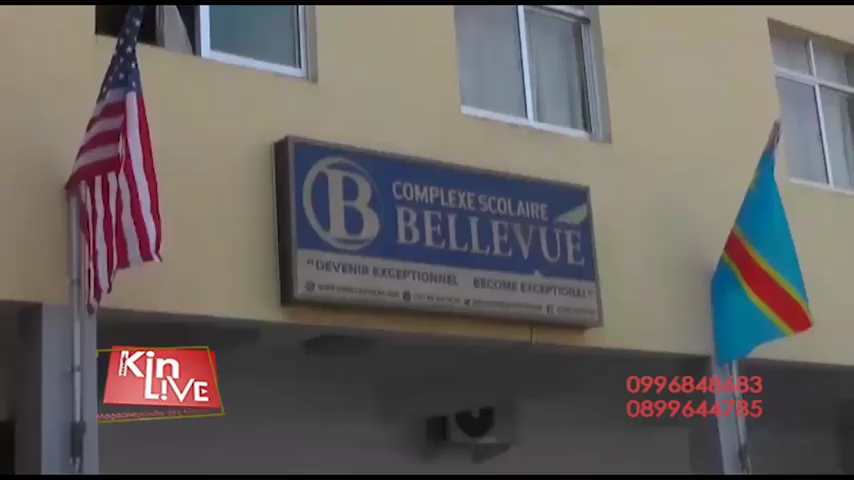 B
COMPLEXE SCOLAIRE
BELLEVUE
"DEVENIR EXCEPTIONNEL BECOME EXCEPTIONAL"
Kin
LIVE
0996848683
0899644785